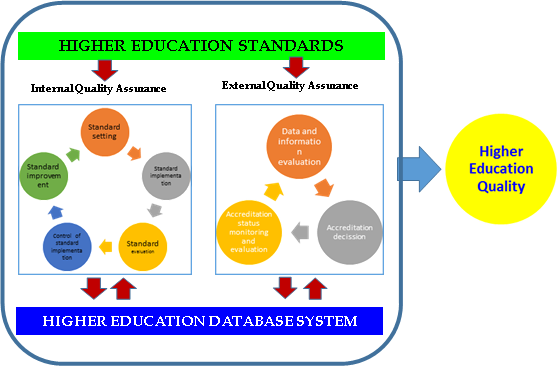 HIGHER EDUCATION STANDARDS
Internal Quality Assurance
External Quality Assurance
Standard
setting
Standard
implementa
tion
Standard
evaluation
Control of
standard
implementa
tion
Standard
improvem
ent
Data and
informatio
n
evaluation
Accreditation
decission
Accreditation
status
monitoring
and
evaluation
Higher
Education
Quality
HIGHER EDUCATION DATABASE SYSTEM